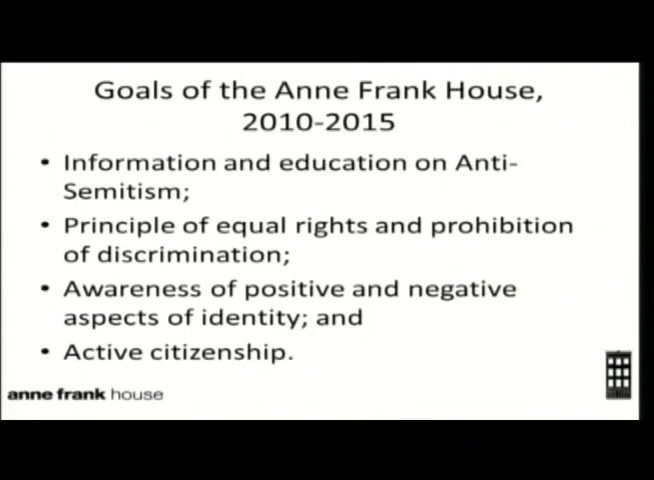 Goals of the Anne Frank House,
2010-2015
• Information and education on Anti-
Semitism;
• Principle of equal rights and prohibition
of discrimination;
• Awareness of positive and negative
aspects of identity; and
• Active citizenship.
anne frank house